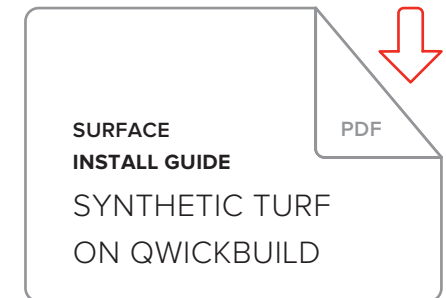 SURFACE
PDF
INSTALL GUIDE
SYNTHETIC TURF
ON QWICKBUILD